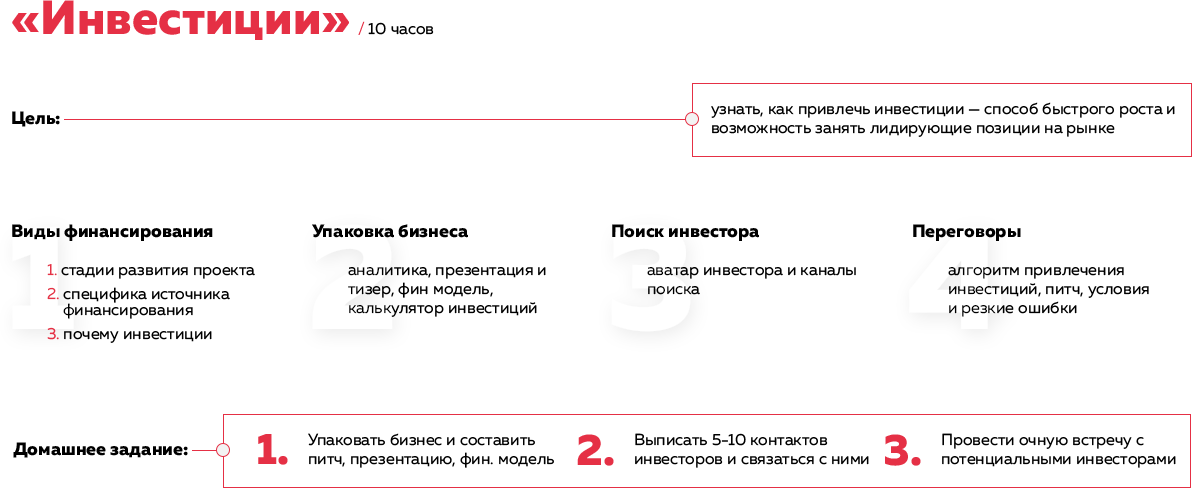 «Инвестиции» / 10 часов
Цель:
узнать, как привлечь инвестиции — способ быстрого роста и
возможность занять лидирующие позиции на рынке
1
Виды финансирования
1. стадии развития проекта
2. специфика источника
финансирования
3. почему инвестиции
2
Упаковка бизнеса
аналитика, презентация и
тизер, фин модель,
калькулятор инвестиций
3
Поиск инвестора
аватар инвестора и каналы
поиска
4
Переговоры
алгоритм привлечения
инвестиций, питч, условия
и резкие ошибки
Домашнее задание:
1. Упаковать бизнес и составить
питч, презентацию, фин. модель
2. Выписать 5-10 контактов
инвесторов и связаться с ними
3. Провести очную встречу с
потенциальными инвесторами